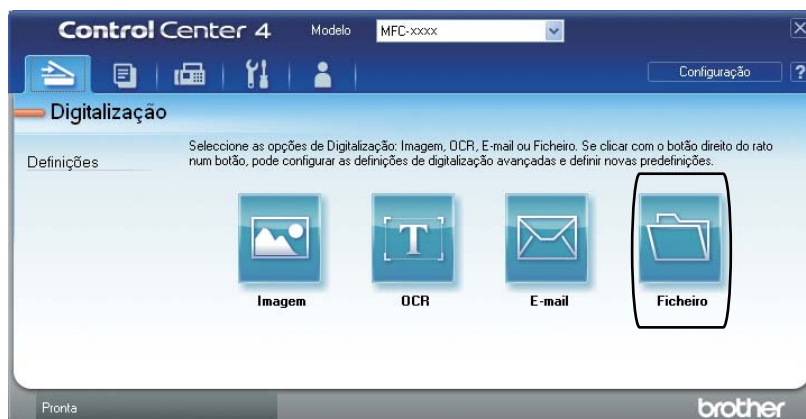 Control Center 4 Modelo MFC-xxxx
Configuração ?
Digitalização
Seleccione as opções de Digitalização: Imagem, OCR, E-mail ou Ficheiro. Se clicar com o botão direito do rato
num botão, pode configurar as definições de digitalização avançadas e definir novas predefinições.
Definições
T
Imagem OCR E-mail Ficheiro
Pronta brother